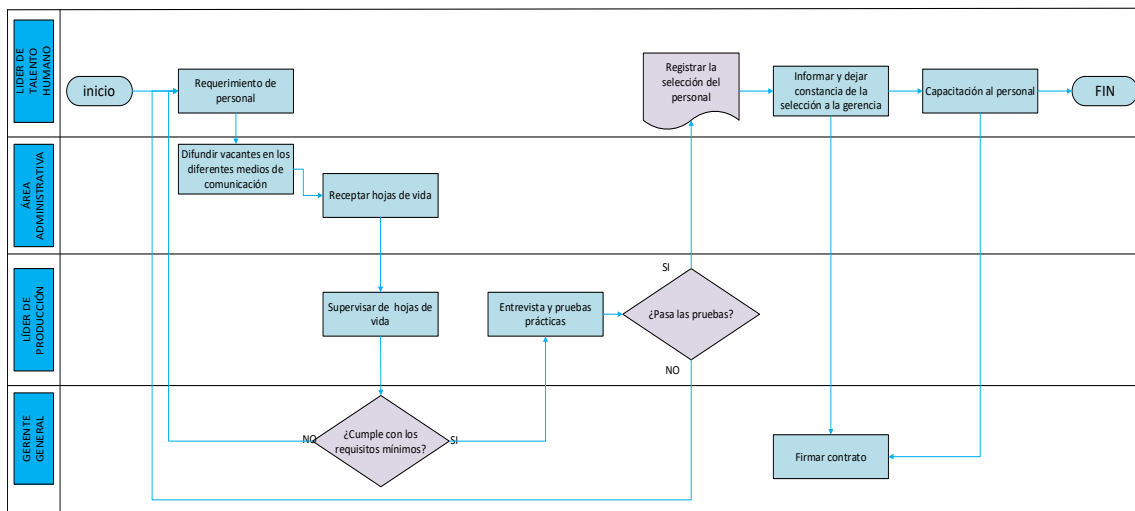 LIDER DE
TALENTO
HUMANO
inicio
Requerimiento de
personal
Registrar la
selección del
personal
Informar y dejar
constancia de la
selección a la gerencia
Capacitación al personal
FIN
ÁREA
ADMINISTRATIVA
Difundir vacantes en los
diferentes medios de
comunicación
Receptar hojas de vida
LÍDER DE
PRODUCCIÓN
Supervisar de hojas de
vida
Entrevista y pruebas
prácticas
SI
¿Pasa las pruebas?
NO
GERENTE
GENERAL
NO
¿Cumple con los
requisitos mínimos?
SI
Firmar contrato